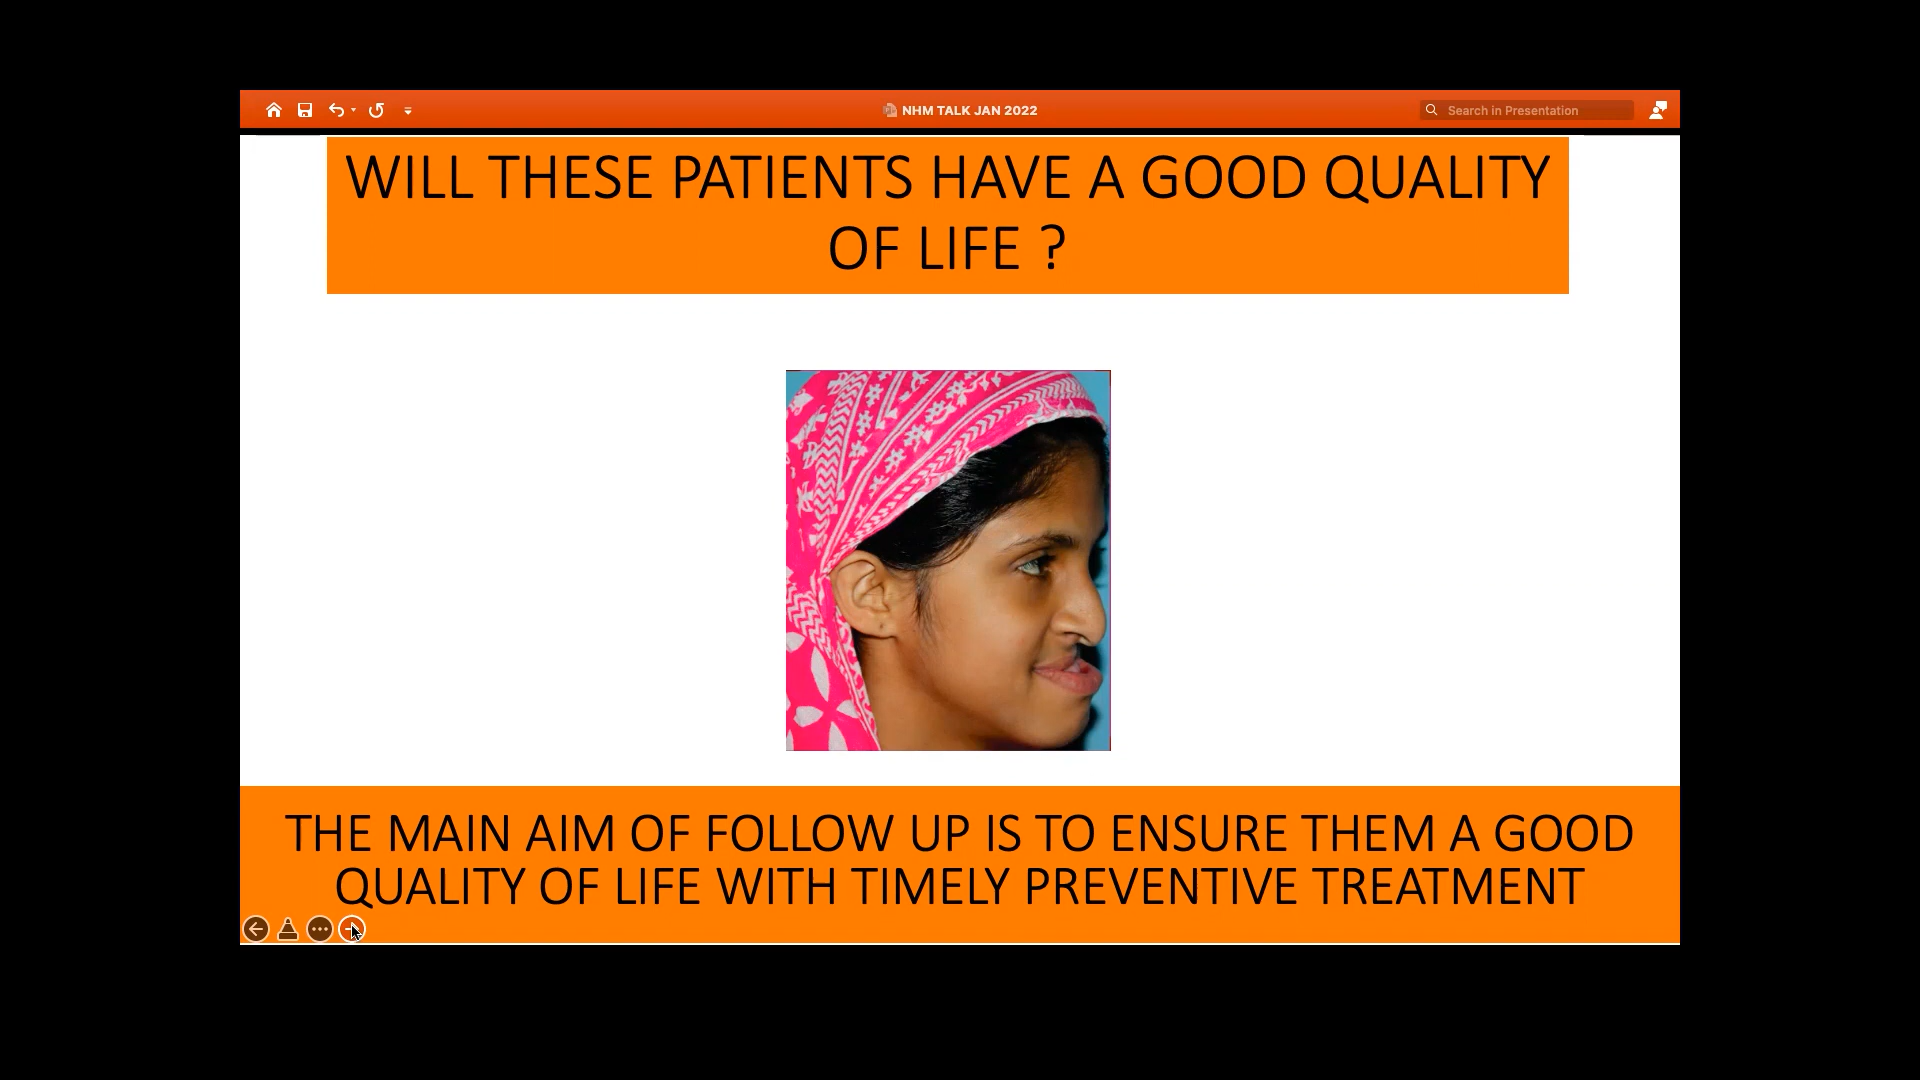 NHM TALK JAN 2022
Search in Presentation
WILL THESE PATIENTS HAVE A GOOD QUALITY
OF LIFE ?
THE MAIN AIM OF FOLLOW UP IS TO ENSURE THEM A GOOD
QUALITY OF LIFE WITH TIMELY PREVENTIVE TREATMENT